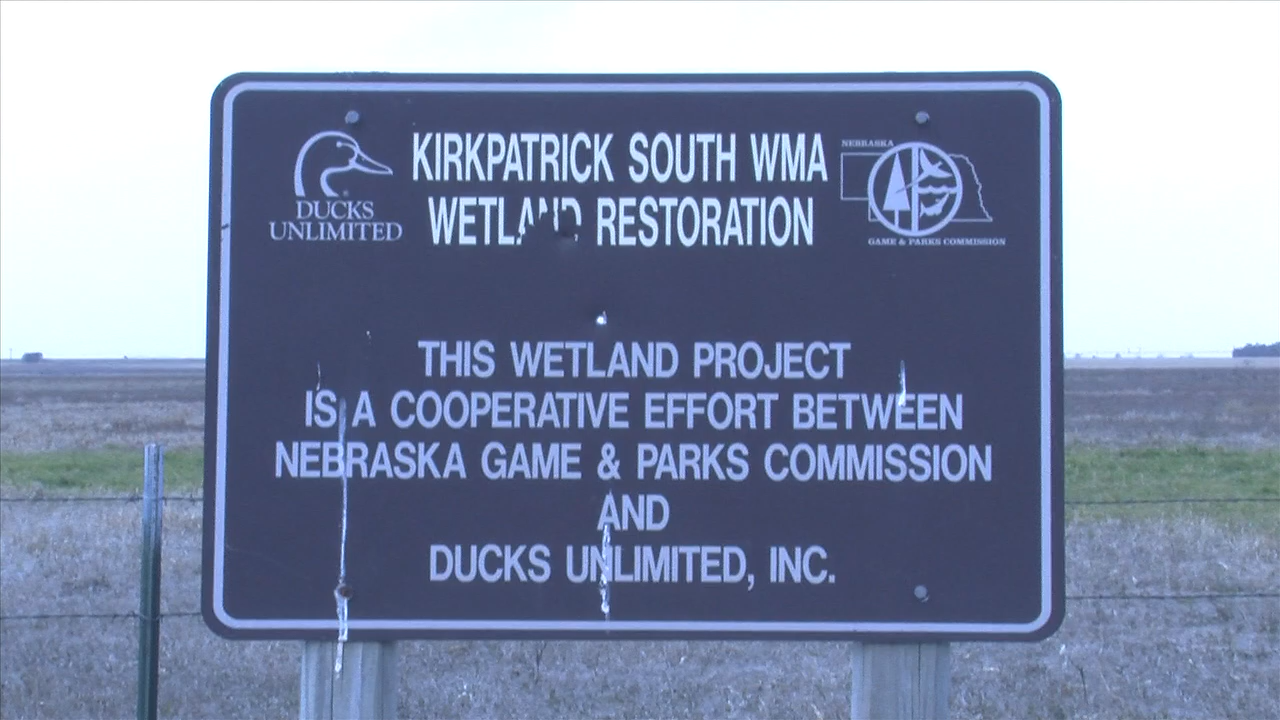 KIRKPATRICK SOUTH WMA
WETLAND RESTORATION
DUCKS
UNLIMITED
NEBRASKA
GAME & PARKS COMMISSION
THIS WETLAND PROJECT
IS A COOPERATIVE EFFORT BETWEEN
NEBRASKA GAME & PARKS COMMISSION
AND
DUCKS UNLIMITED, INC.